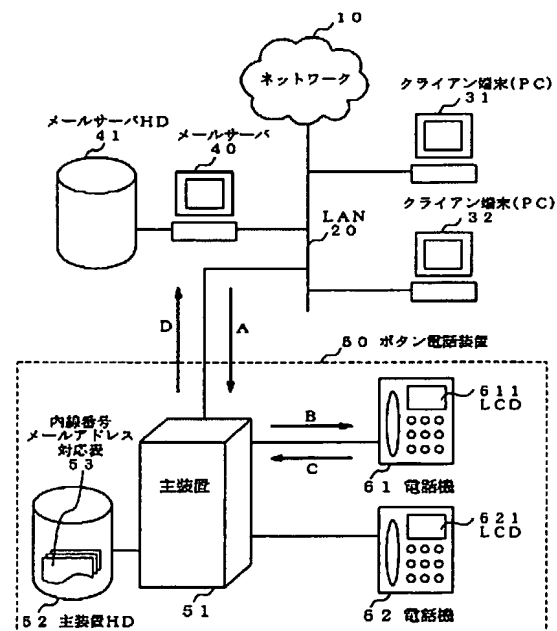 10
ネットワーク
クライアン端末(PC)
31
メールサーバHD
41
メールサーバ
40
LAN
20
クライアン端末(PC)
32
D
A
50 ボタン電話装置
内線番号
メールアドレス
対応表
53
主装置
B
C
611
LCD
61 電話機
621
LCD
52 主装置HD
51
62 電話機